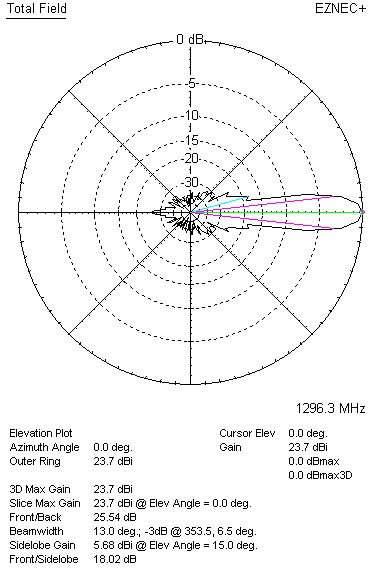 Total Field EZNEC+
0 dB
-5
-10
-15
-20
-30
1296.3 MHz
Elevation Plot Cursor Elev 0.0 deg.
Azimuth Angle 0.0 deg. Gain 23.7 dBi
Outer Ring 23.7 dBi 0.0 dBmax
0.0 dBmax3D
3D Max Gain 23.7 dBi
Slice Max Gain 23.7 dBi @ Elev Angle = 0.0 deg.
Front/Back 25.54 dB
Beamwidth 13.0 deg.; -3dB @ 353.5, 6.5 deg.
Sidelobe Gain 5.68 dBi @ Elev Angle = 15.0 deg.
Front/Sidelobe 18.02 dB